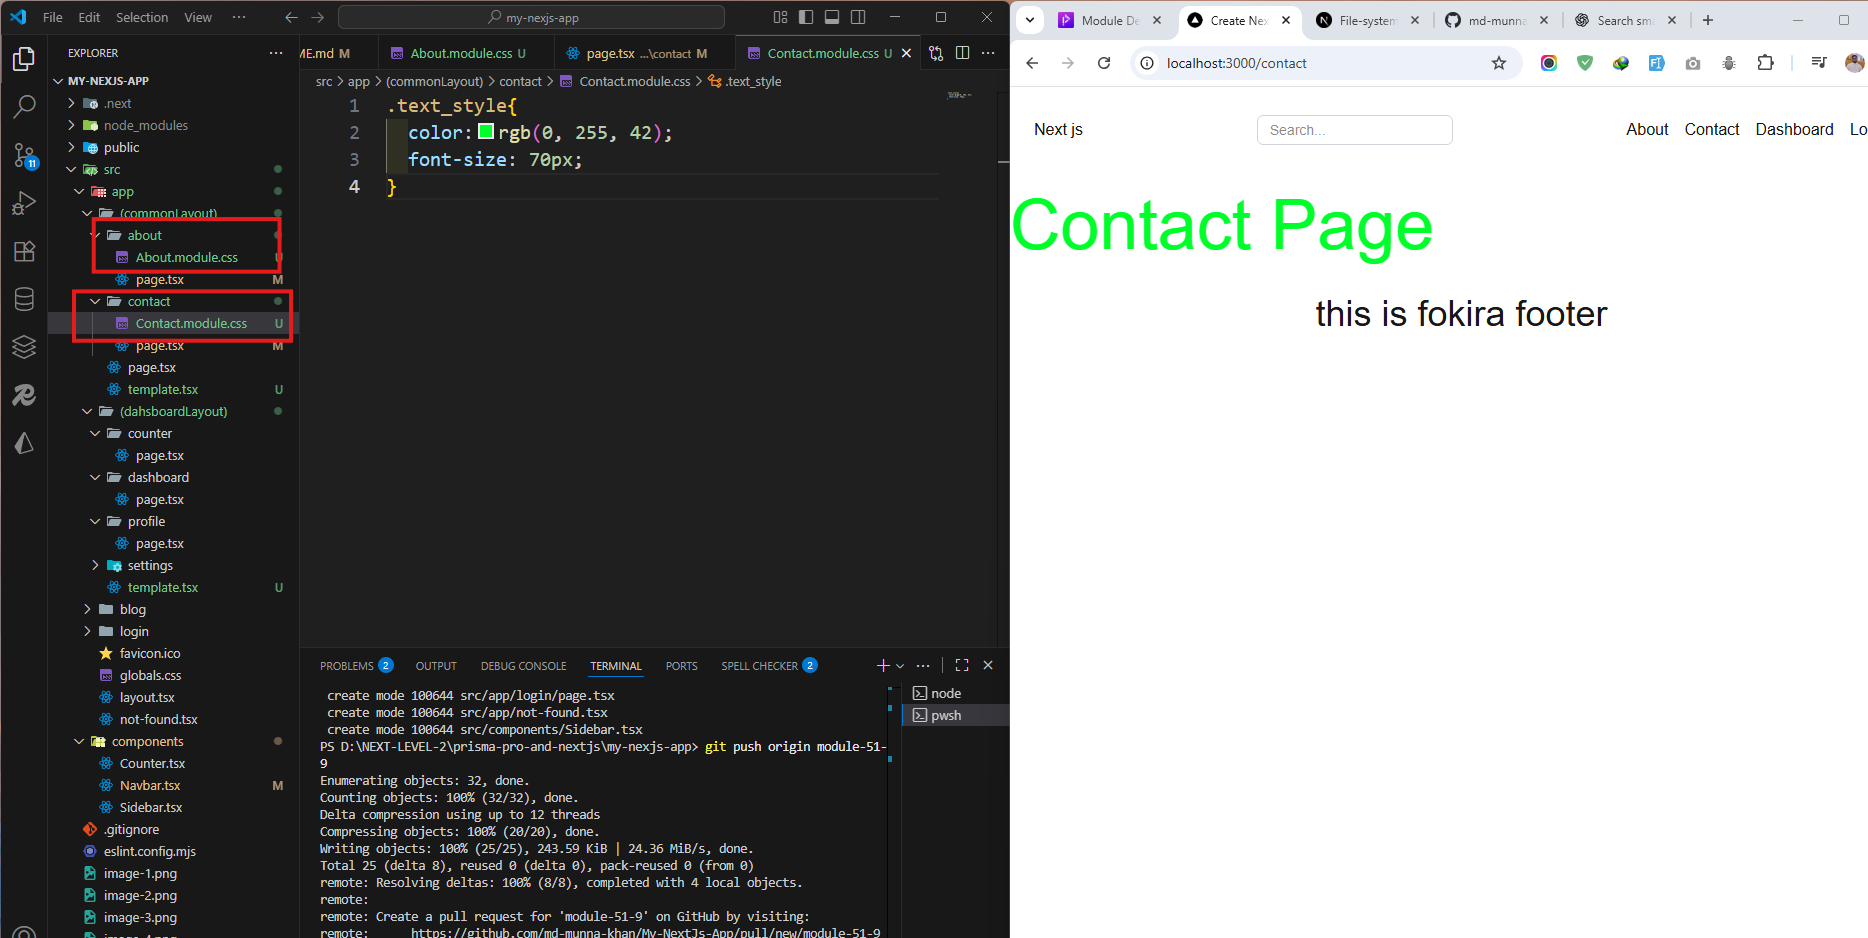 File Edit Selection View ··· my-nexjs-app
EXPLORER
MY-NEXJS-APP
.next
node_modules
public
src
app
(commonLayout)
about
About.module.css U
page.tsx M
contact
Contact.module.css U
page.tsx M
page.tsx
template.tsx U
(dahsboardLayout)
counter
page.tsx
dashboard
page.tsx
profile
page.tsx
settings
template.tsx U
blog
login
favicon.ico
globals.css
layout.tsx
not-found.tsx
components
Counter.tsx
Navbar.tsx M
Sidebar.tsx
.gitignore
eslint.config.mjs
image-1.png
image-2.png
image-3.png
11
ME.md M About.module.css U page.tsx ...\contact M Contact.module.css U
src > app > (commonLayout) > contact > Contact.module.css > .text_style
1 .text_style{
2 color: rgb(0, 255, 42);
3 font-size: 70px;
4 }
PROBLEMS 2 OUTPUT DEBUG CONSOLE TERMINAL PORTS SPELL CHECKER 2
create mode 100644 src/app/login/page.tsx
create mode 100644 src/app/not-found.tsx
create mode 100644 src/components/Sidebar.tsx
PS D:\NEXT-LEVEL-2\prisma-pro-and-nextjs\my-nexjs-app> git push origin module-51-
9
Enumerating objects: 32, done.
Counting objects: 100% (32/32), done.
Delta compression using up to 12 threads
Compressing objects: 100% (20/20), done.
Writing objects: 100% (25/25), 243.59 KiB | 24.36 MiB/s, done.
Total 25 (delta 8), reused 0 (delta 0), pack-reused 0 (from 0)
remote: Resolving deltas: 100% (8/8), completed with 4 local objects.
remote:
remote: Create a pull request for 'module-51-9' on GitHub by visiting:
remote: https://github.com/md-munna-khan/My-NextJs-App/pull/new/module-51-9
node
pwsh
Module De Create Nex File-system md-munna Search sma
localhost:3000/contact
Next js Search... About Contact Dashboard Lo
Contact Page
this is fokira footer